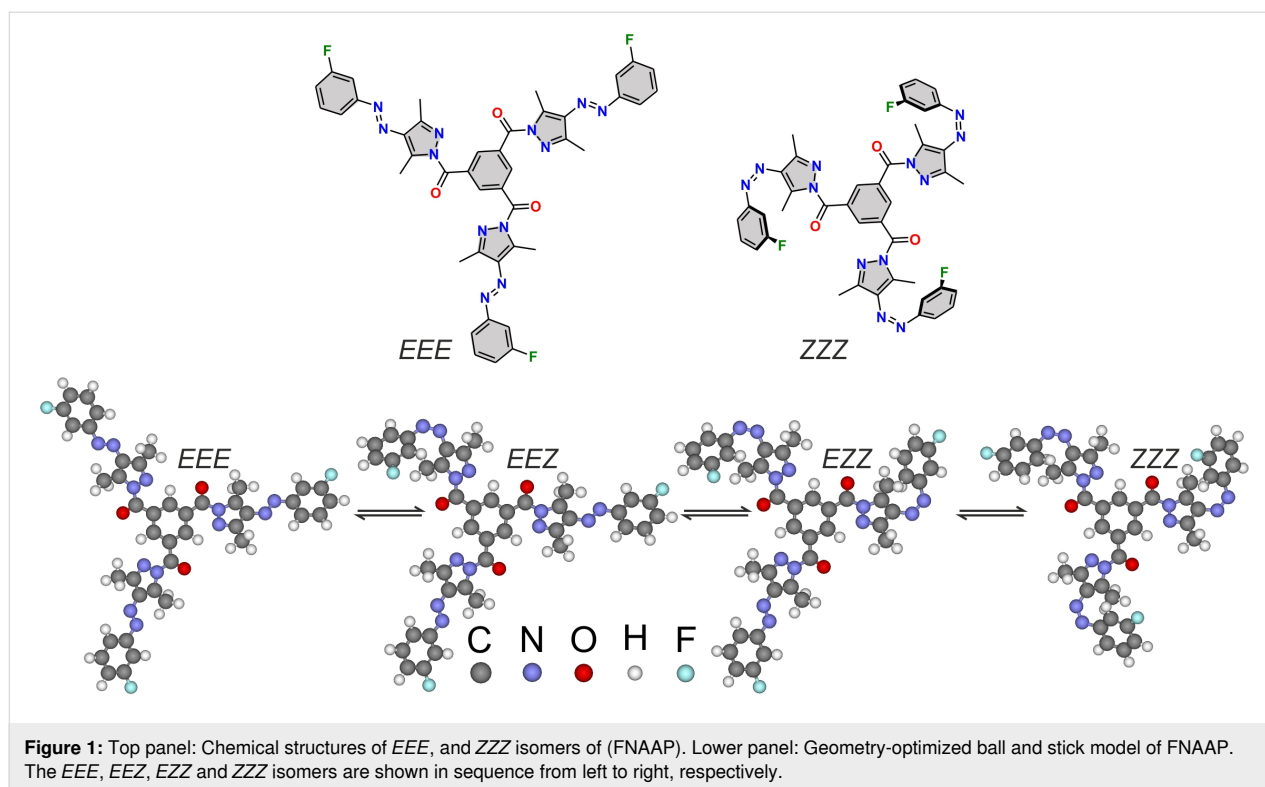 F
F
N
N
N
N
O
O
N
N
N
N
O
N
N
N
N
F
EEE
F
N
N
O
N
N
N
N
N
N
O
F
O
N
N
F
N
N
ZZZ
EEE
EEZ
EZZ
ZZZ
C N O H F
Figure 1: Top panel: Chemical structures of EEE, and ZZZ isomers of (FNAAP). Lower panel: Geometry-optimized ball and stick model of FNAAP.
The EEE, EEZ, EZZ and ZZZ isomers are shown in sequence from left to right, respectively.